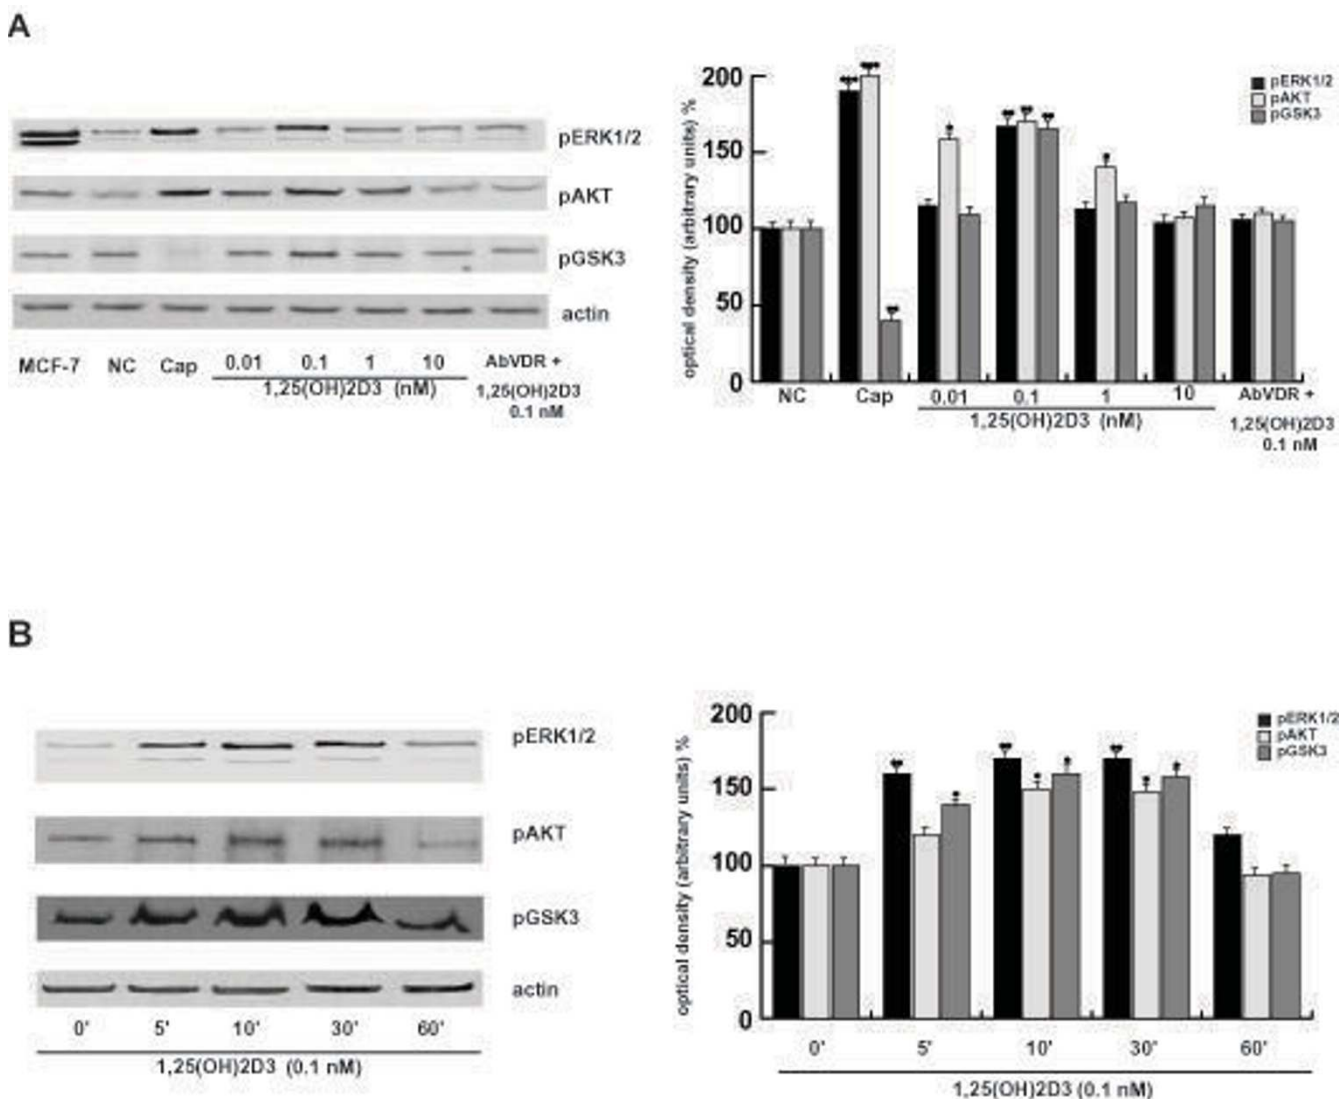 A
pERK1/2
pAKT
pGSK3
actin
MCF-7 NC Cap 0.01 0.1 1 10 AbVDR +
1,25(OH)2D3 (nM) 1,25(OH)2D3
0.1 nM
optical density (arbitrary units) %
200
150
100
50
0
pERK1/2
pAKT
pGSK3
NC Cap 0.01 0.1 1 10 AbVDR +
1,25(OH)2D3 (nM) 1,25(OH)2D3
0.1 nM
B
pERK1/2
pAKT
pGSK3
actin
0' 5' 10' 30' 60'
1,25(OH)2D3 (0.1 nM)
optical density (arbitrary units) %
200
150
100
50
0
pERK1/2
pAKT
pGSK3
0' 5' 10' 30' 60'
1,25(OH)2D3 (0.1 nM)